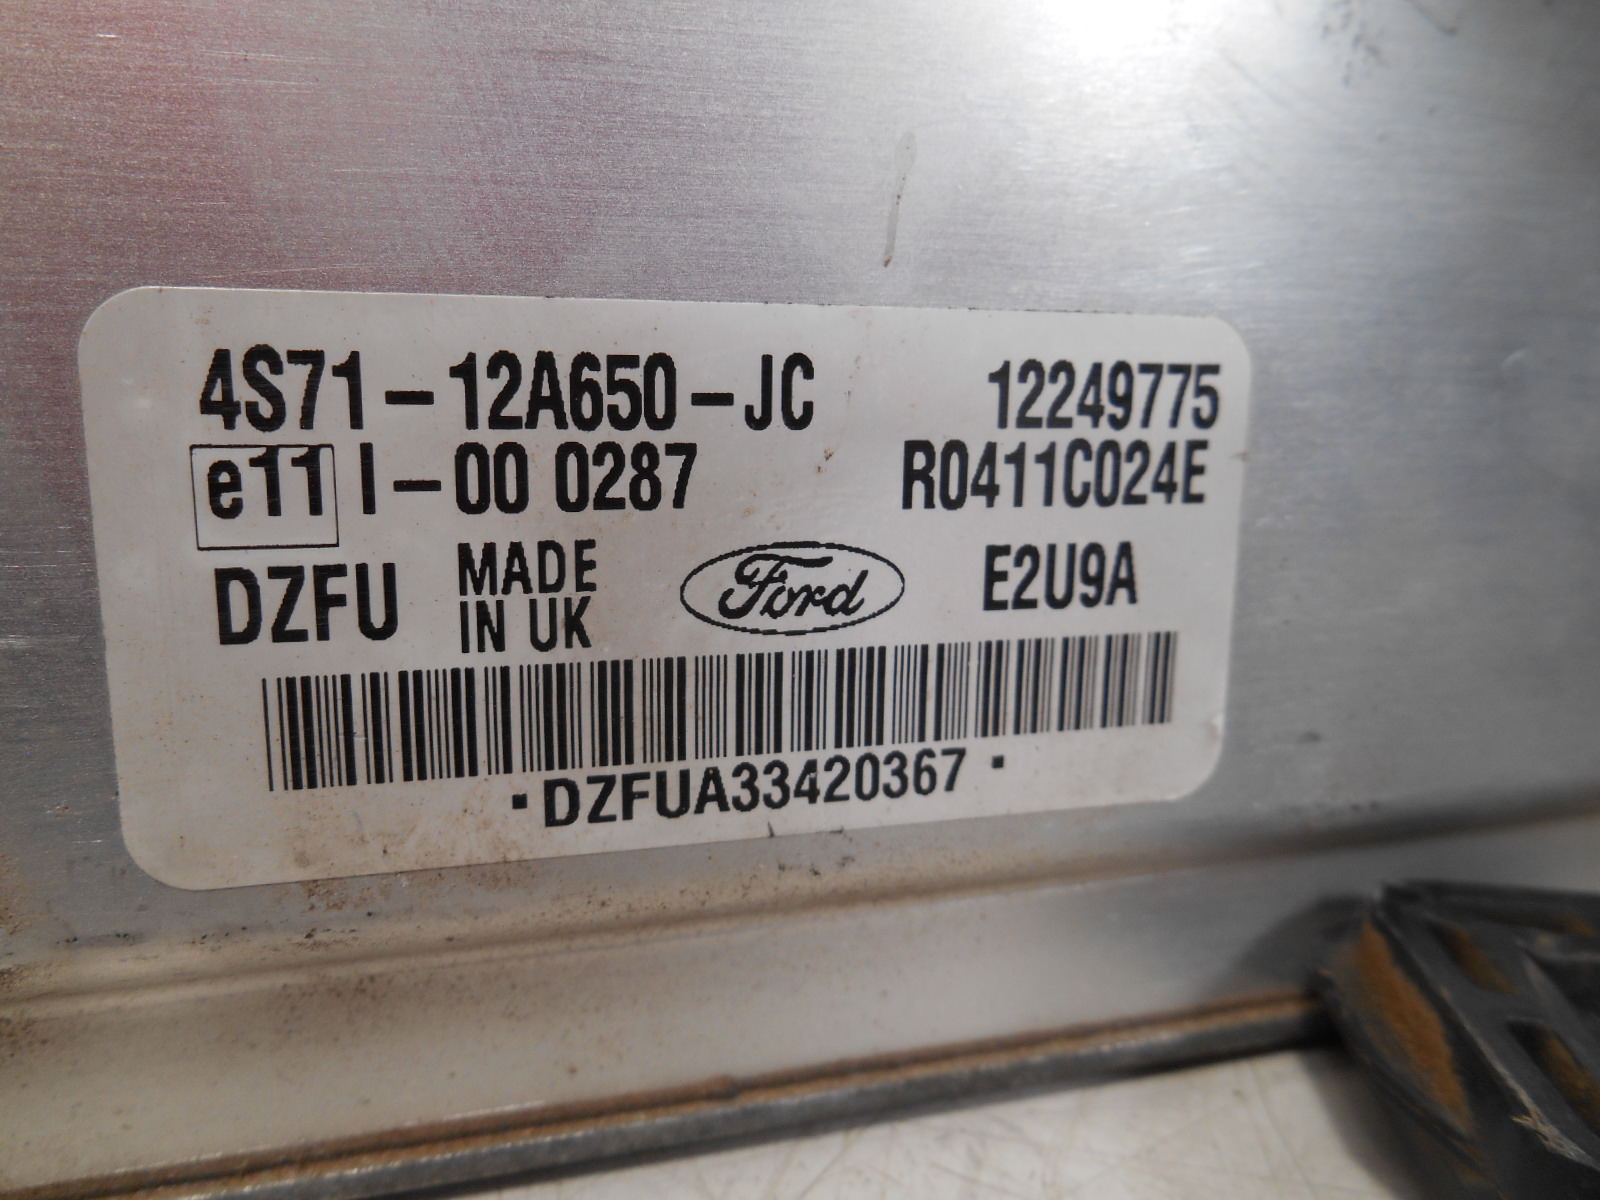 4S71-12A650-JC 12249775
e11 I-00 0287 R0411C024E
DZFU MADE IN UK Ford E2U9A
·DZFUA33420367·